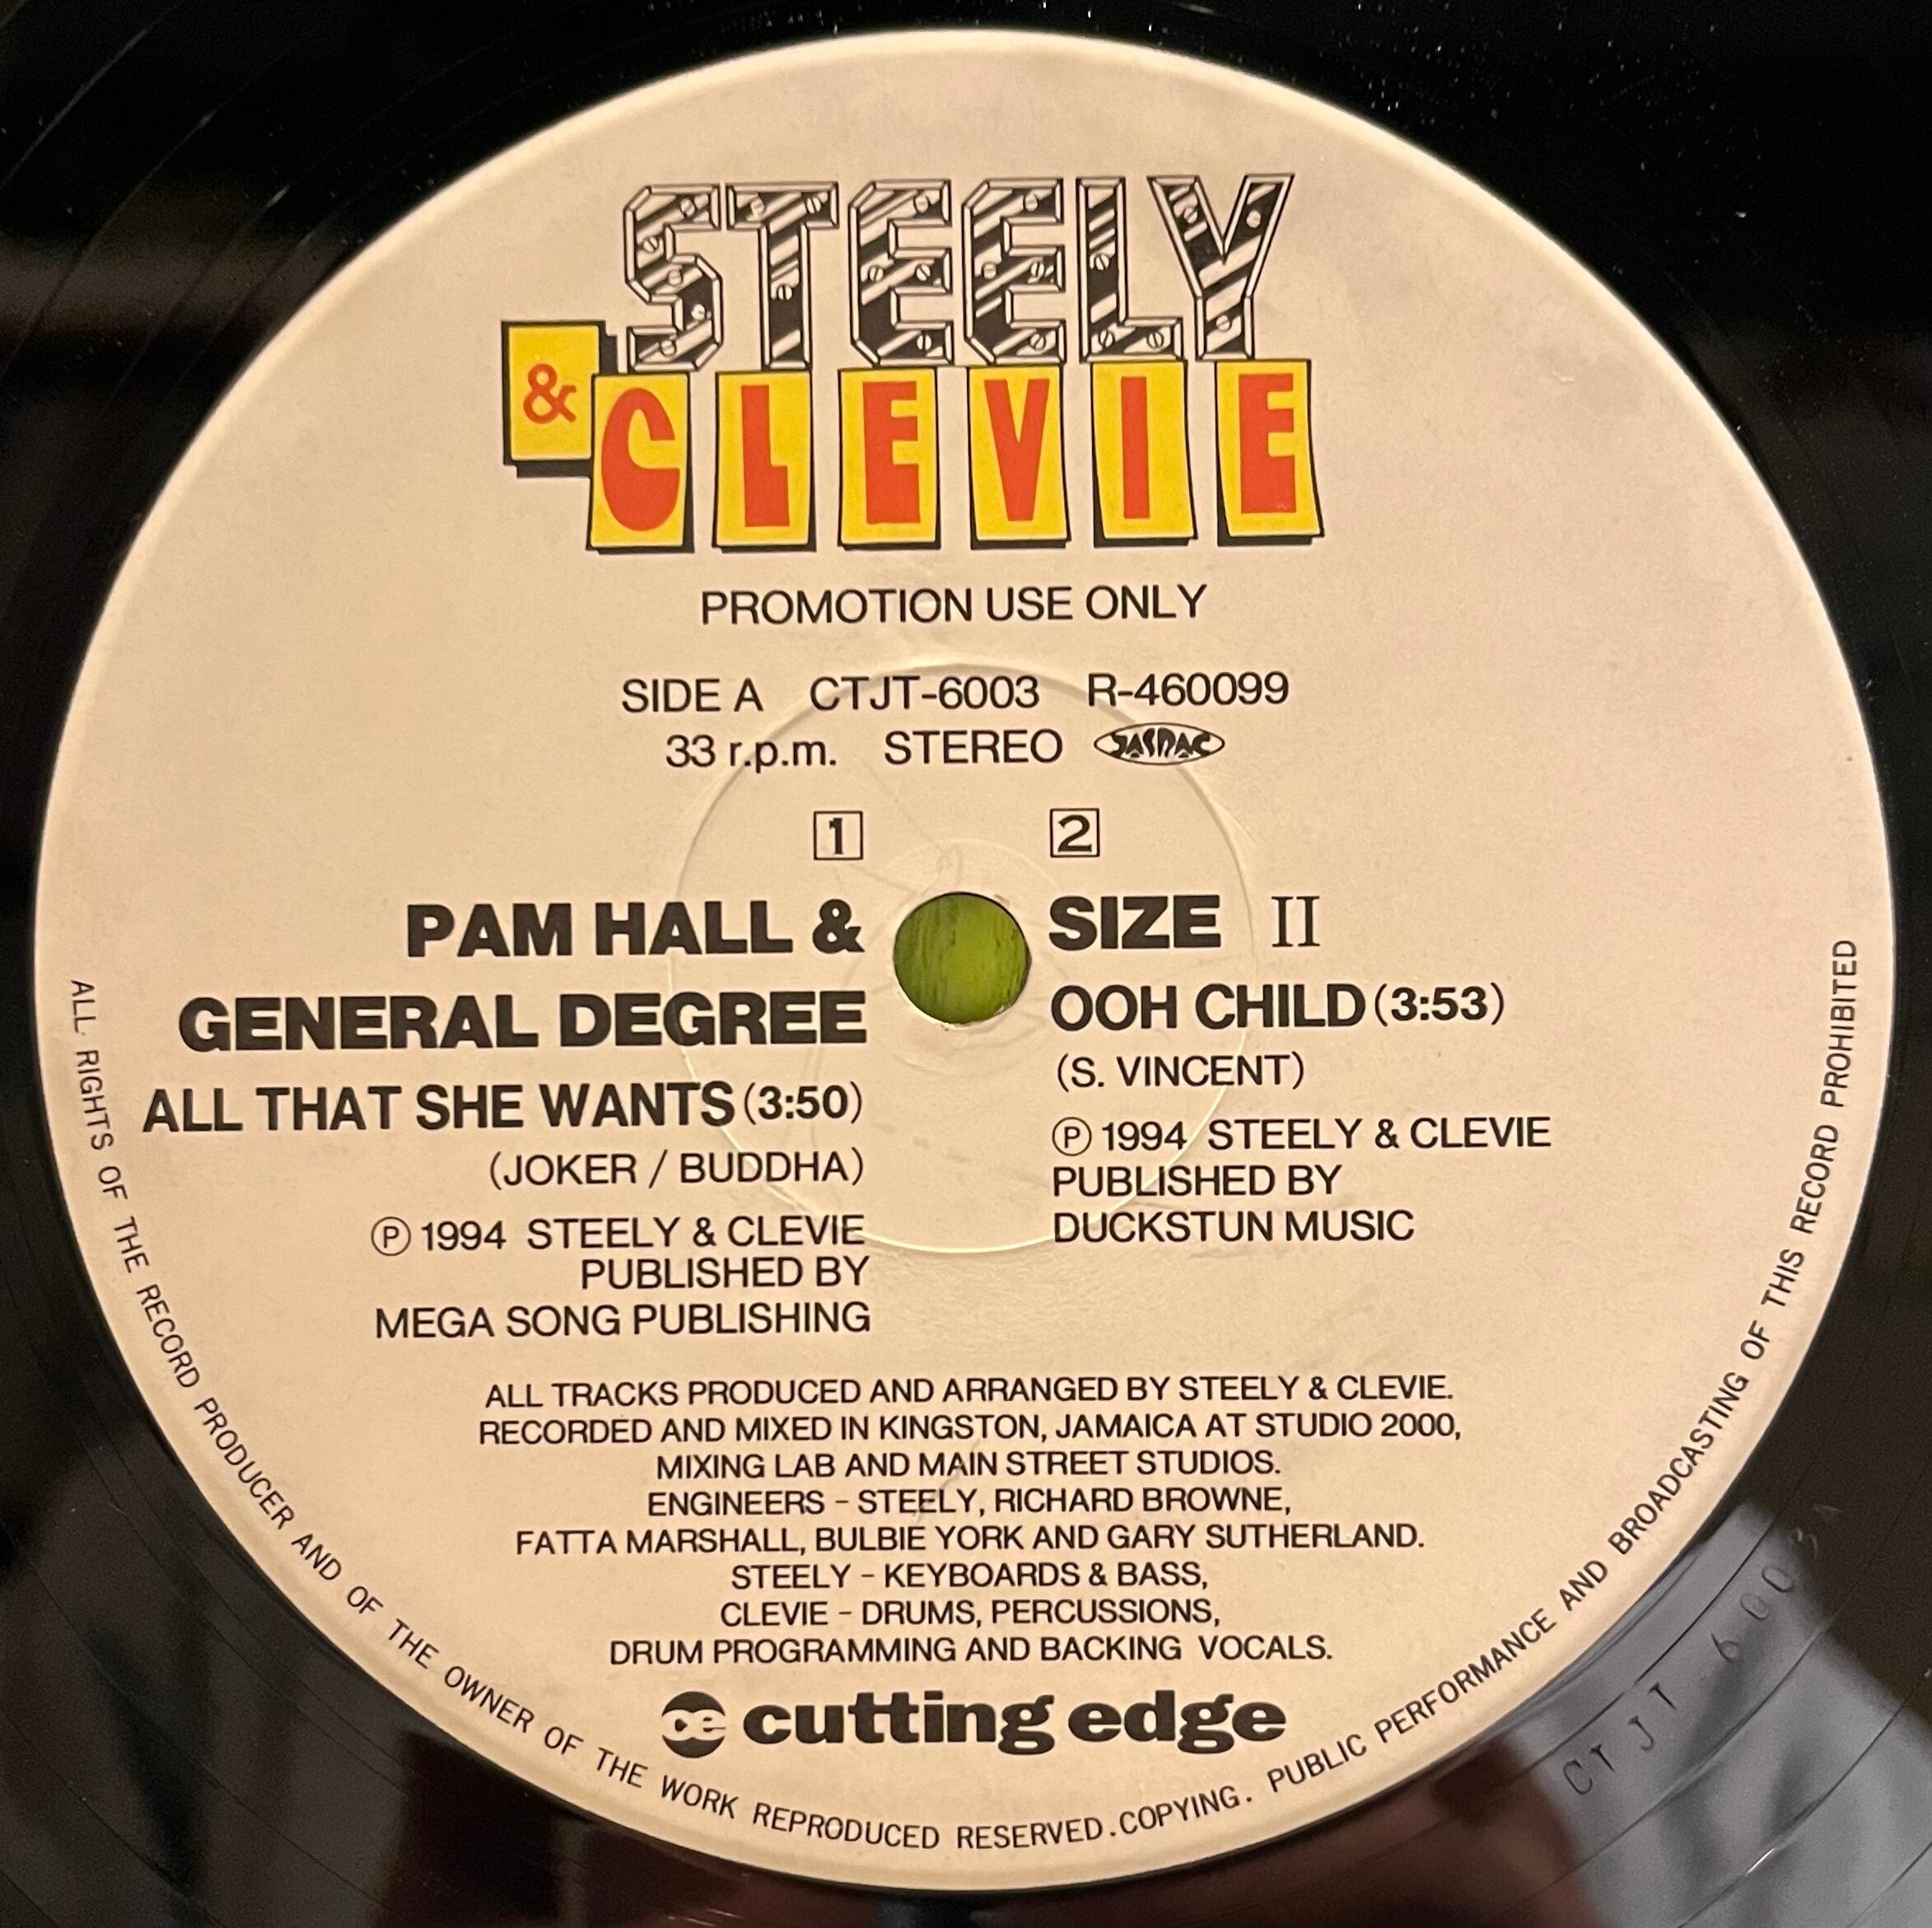 STEELY
& CLEVIE
PROMOTION USE ONLY
SIDE A CTJT-6003 R-460099
33 r.p.m. STEREO JASRAC
1
PAM HALL &
GENERAL DEGREE
ALL THAT SHE WANTS (3:50)
(JOKER / BUDDHA)
Ⓟ 1994 STEELY & CLEVIE
PUBLISHED BY
MEGA SONG PUBLISHING
2
SIZE II
OOH CHILD (3:53)
(S. VINCENT)
Ⓟ 1994 STEELY & CLEVIE
PUBLISHED BY
DUCKSTUN MUSIC
ALL TRACKS PRODUCED AND ARRANGED BY STEELY & CLEVIE.
RECORDED AND MIXED IN KINGSTON, JAMAICA AT STUDIO 2000,
MIXING LAB AND MAIN STREET STUDIOS.
ENGINEERS - STEELY, RICHARD BROWNE,
FATTA MARSHALL, BULBIE YORK AND GARY SUTHERLAND.
STEELY - KEYBOARDS & BASS,
CLEVIE - DRUMS, PERCUSSIONS,
DRUM PROGRAMMING AND BACKING VOCALS.
ce cutting edge
ALL RIGHTS OF THE RECORD PRODUCER AND OF THE OWNER OF THE WORK REPRODUCED RESERVED. COPYING. PUBLIC PERFORMANCE AND BROADCASTING OF THIS RECORD PROHIBITED
CTJT 6003A